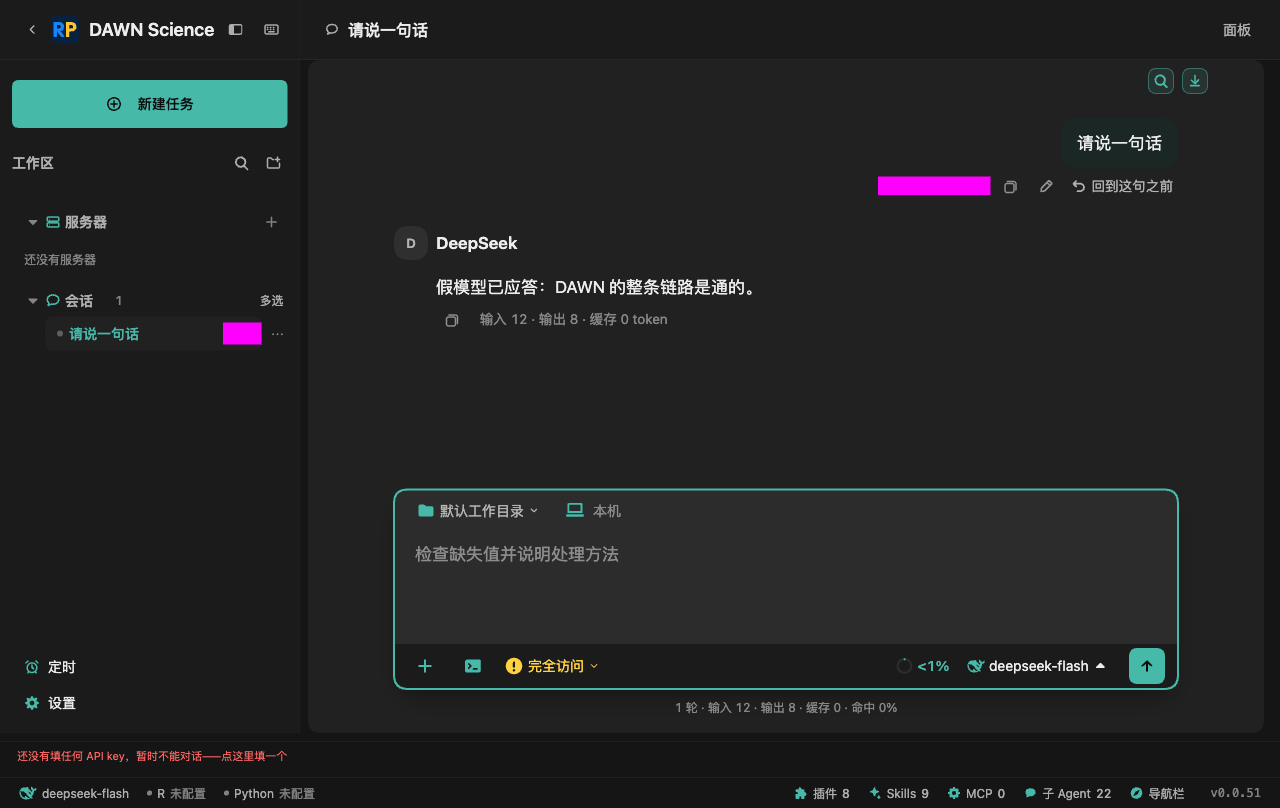 RP DAWN Science
请说一句话
面板
新建任务
工作区
服务器
还没有服务器
会话 1 多选
请说一句话 ...
定时
设置
请说一句话
回到这句之前
D DeepSeek
假模型已应答：DAWN 的整条链路是通的。
输入 12 · 输出 8 · 缓存 0 token
默认工作目录 本机
检查缺失值并说明处理方法
完全访问 <1% deepseek-flash
1 轮 · 输入 12 · 输出 8 · 缓存 0 · 命中 0%
还没有填任何 API key，暂时不能对话——点这里填一个
deepseek-flash R 未配置 Python 未配置 插件 8 Skills 9 MCP 0 子 Agent 22 导航栏 v0.0.51